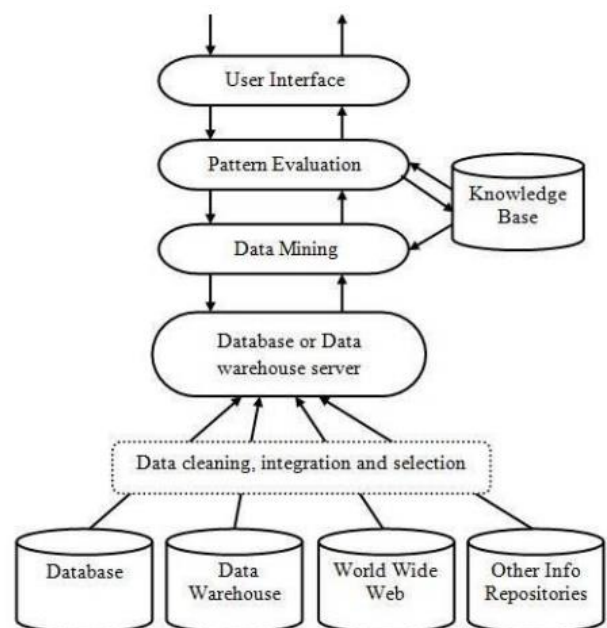 User Interface
Pattern Evaluation
Knowledge
Base
Data Mining
Database or Data
warehouse server
Data cleaning, integration and selection
Database
Data
Warehouse
World Wide
Web
Other Info
Repositories